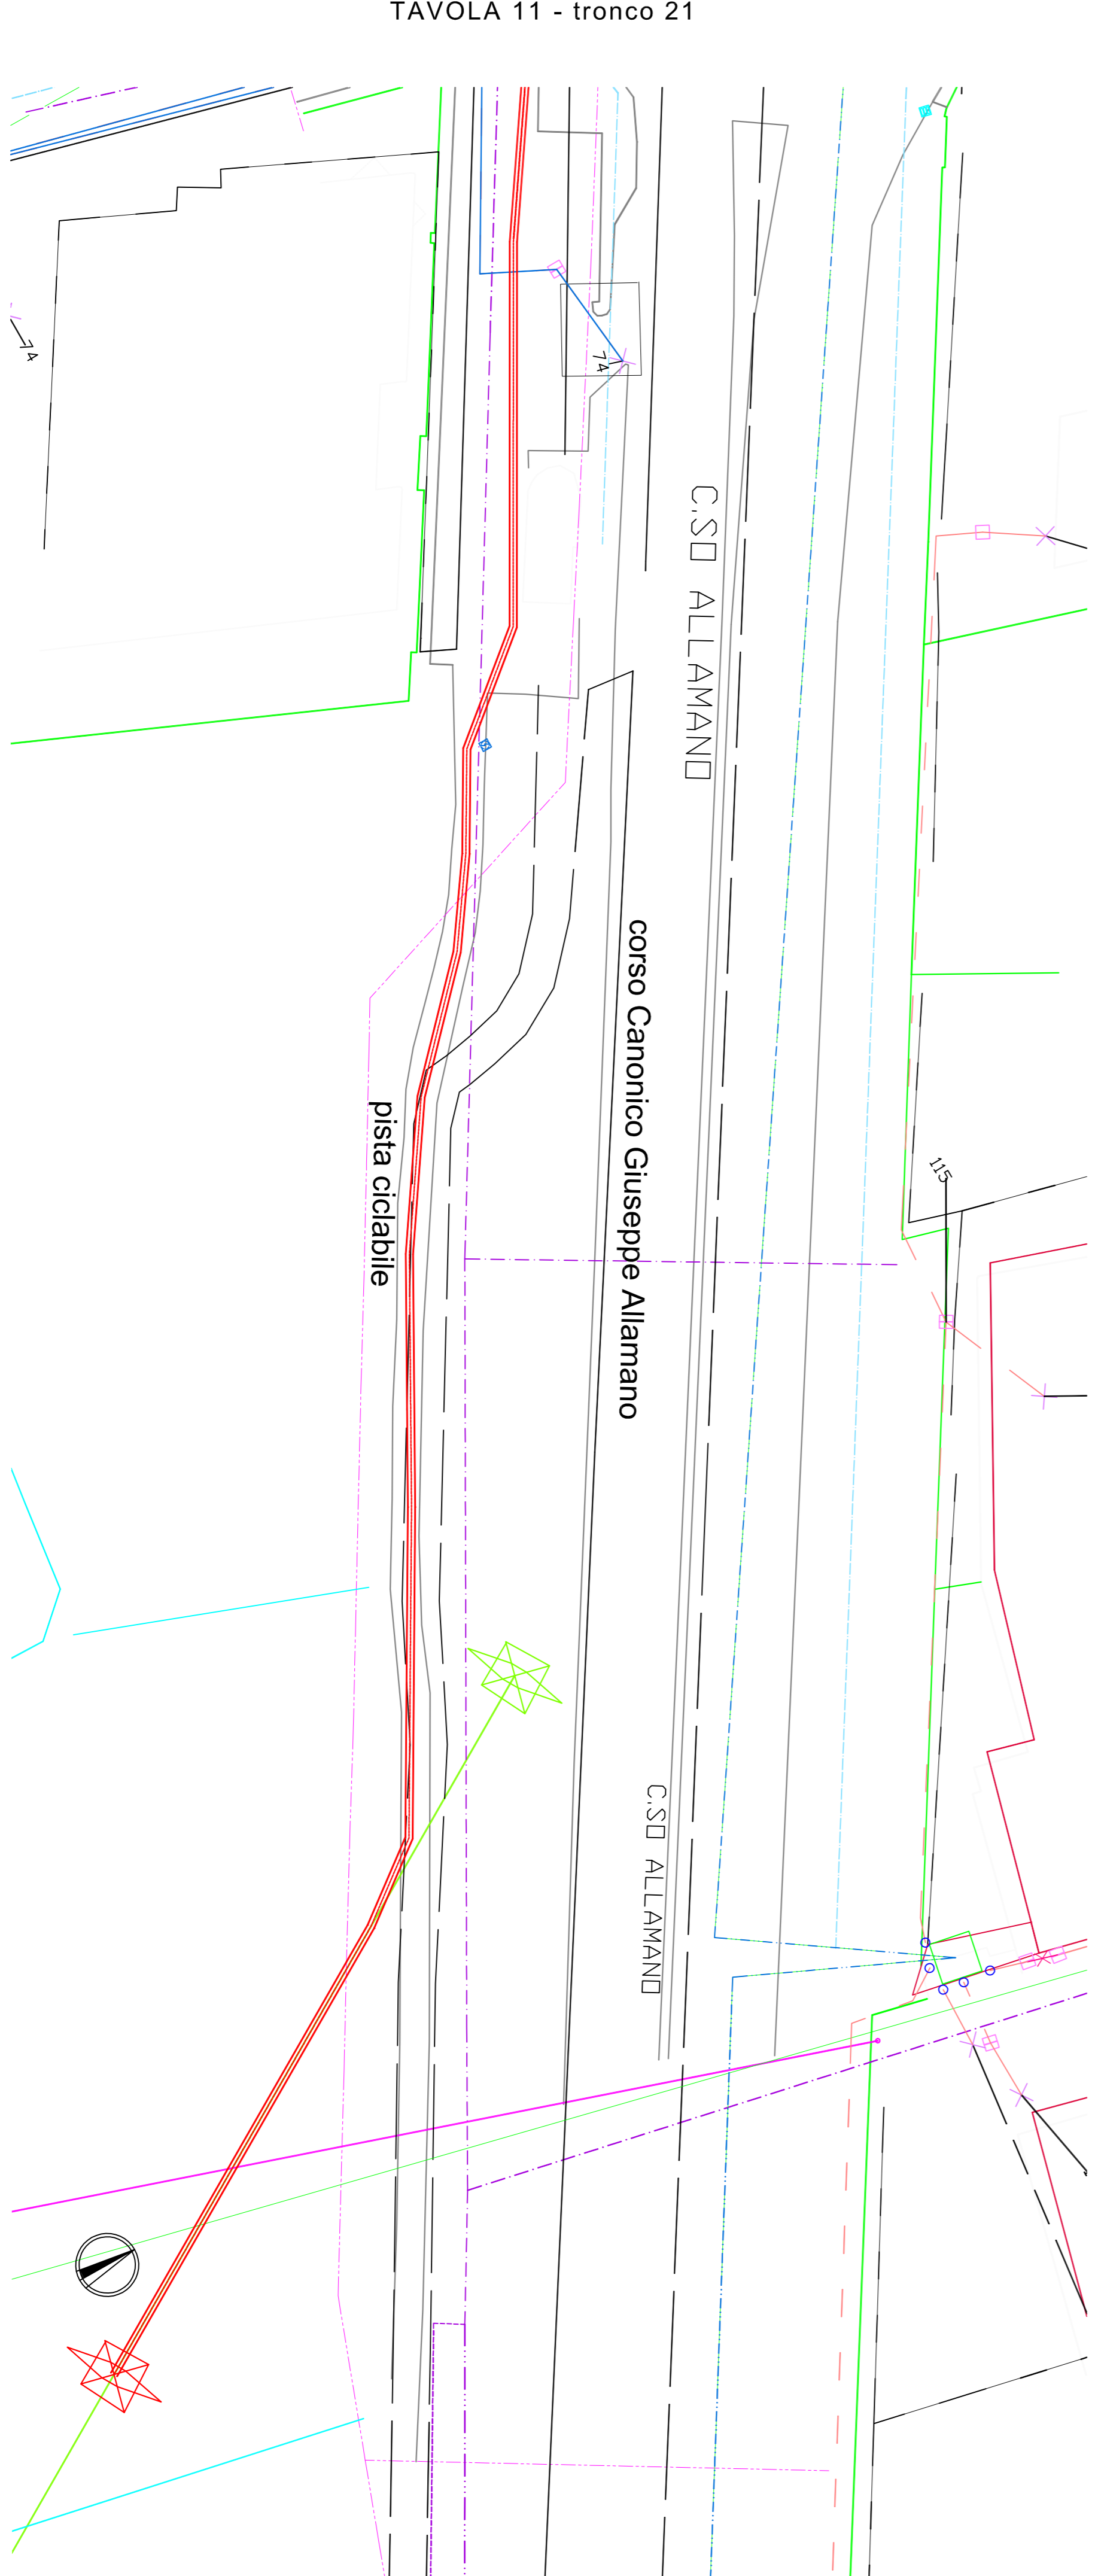 TAVOLA 11 - tronco 21
74
74
C.SO ALLAMANO
corso Canonico Giuseppe Allamano
pista ciclabile
115
C.SO ALLAMANO